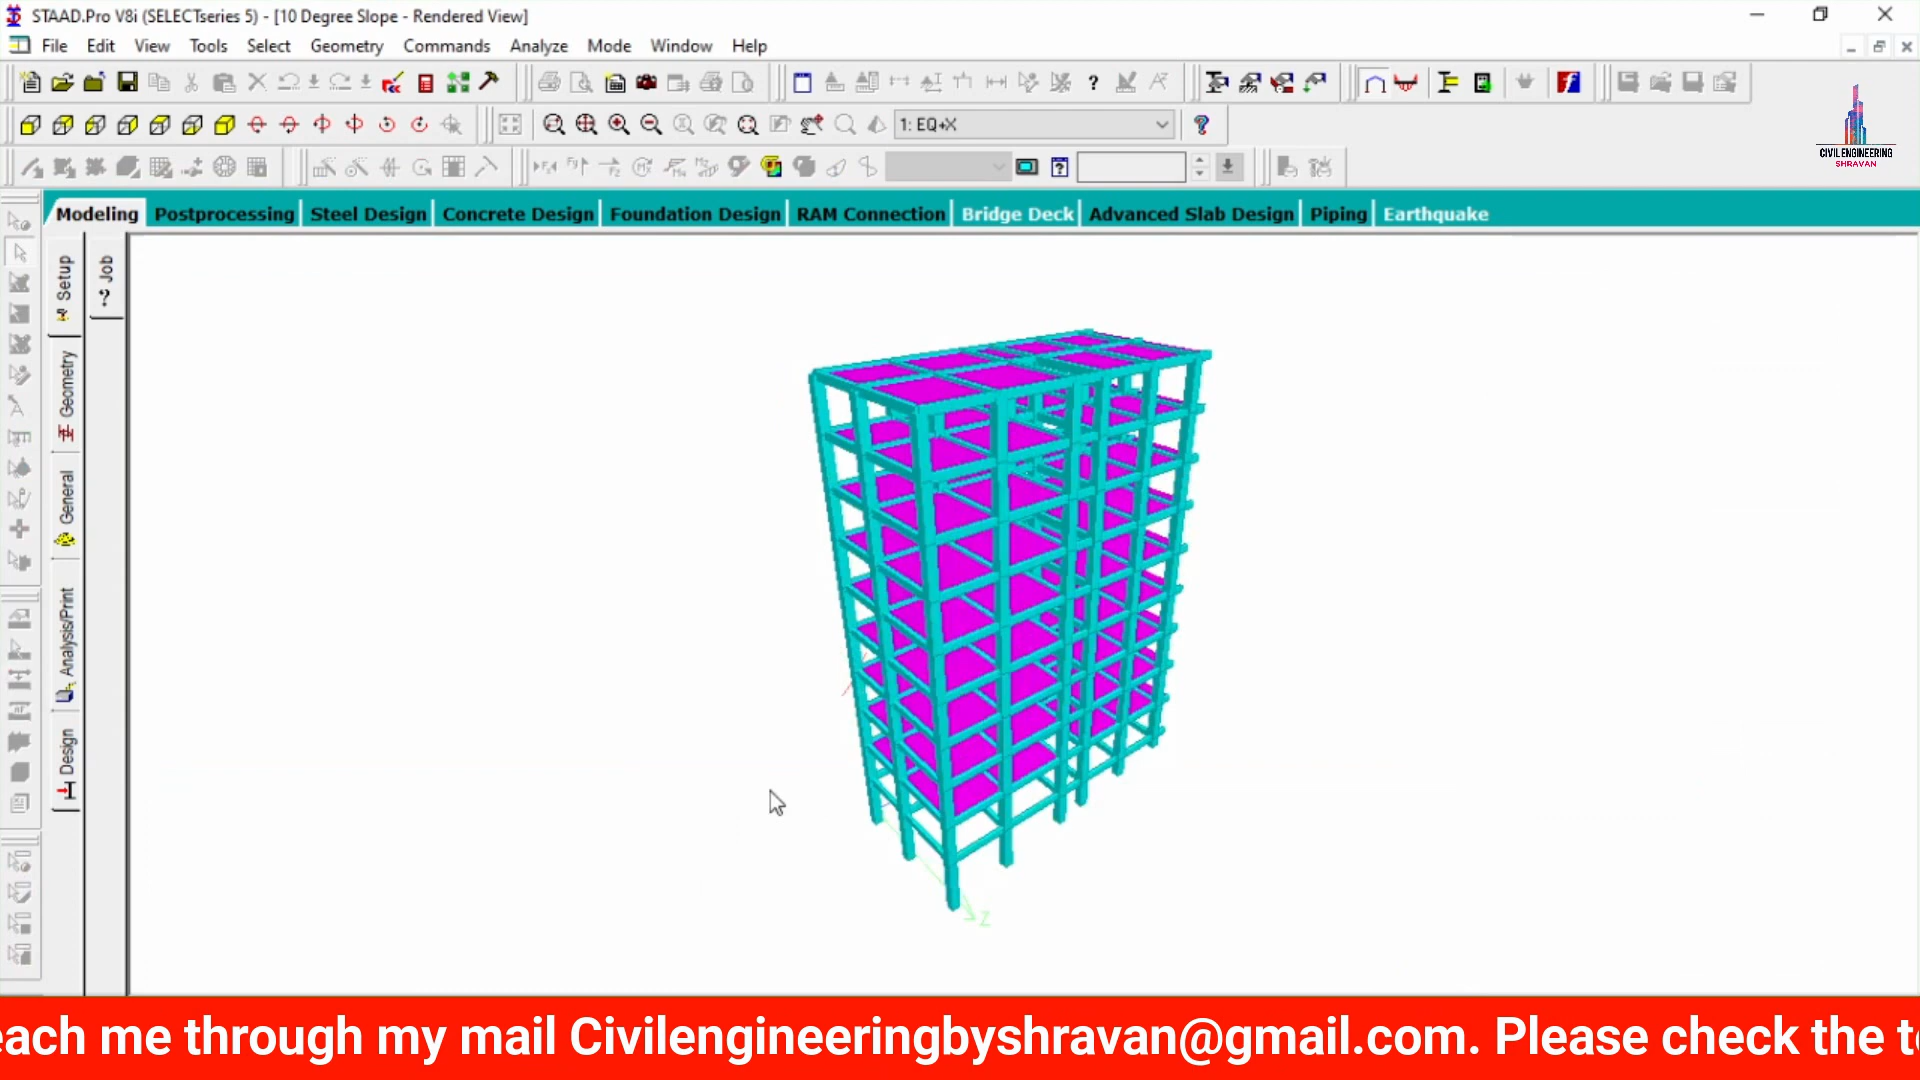 STAAD.Pro V8i (SELECTseries 5) - [10 Degree Slope - Rendered View]
File Edit View Tools Select Geometry Commands Analyze Mode Window Help
1: EQ+X
CIVIL ENGINEERING
SHRAVAN
Modeling Postprocessing Steel Design Concrete Design Foundation Design RAM Connection Bridge Deck Advanced Slab Design Piping Earthquake
Setup
Job
Geometry
General
Analysis/Print
Design
Z
each me through my mail Civilengineeringbyshravan@gmail.com. Please check the